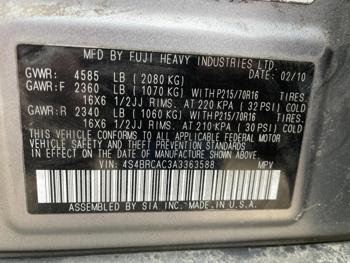 MFD BY FUJI HEAVY INDUSTRIES LTD.
GVWR: 4585 LB (2080 KG) DATE: 02/10
GAWR:F 2360 LB (1070 KG) WITH P215/70R16 TIRES,
16X6 1/2JJ RIMS, AT 220 KPA (32 PSI) COLD
GAWR:R 2340 LB (1060 KG) WITH P215/70R16 TIRES,
16X6 1/2JJ RIMS, AT 210 KPA (30 PSI) COLD
THIS VEHICLE CONFORMS TO ALL APPLICABLE FEDERAL MOTOR
VEHICLE SAFETY STANDARDS IN EFFECT ON THE DATE OF
MANUFACTURE SHOWN ABOVE.
VIN: 4S4BRCAC3A3363588 MPV
ASSEMBLED BY SIA INC. MADE IN U.S.A.